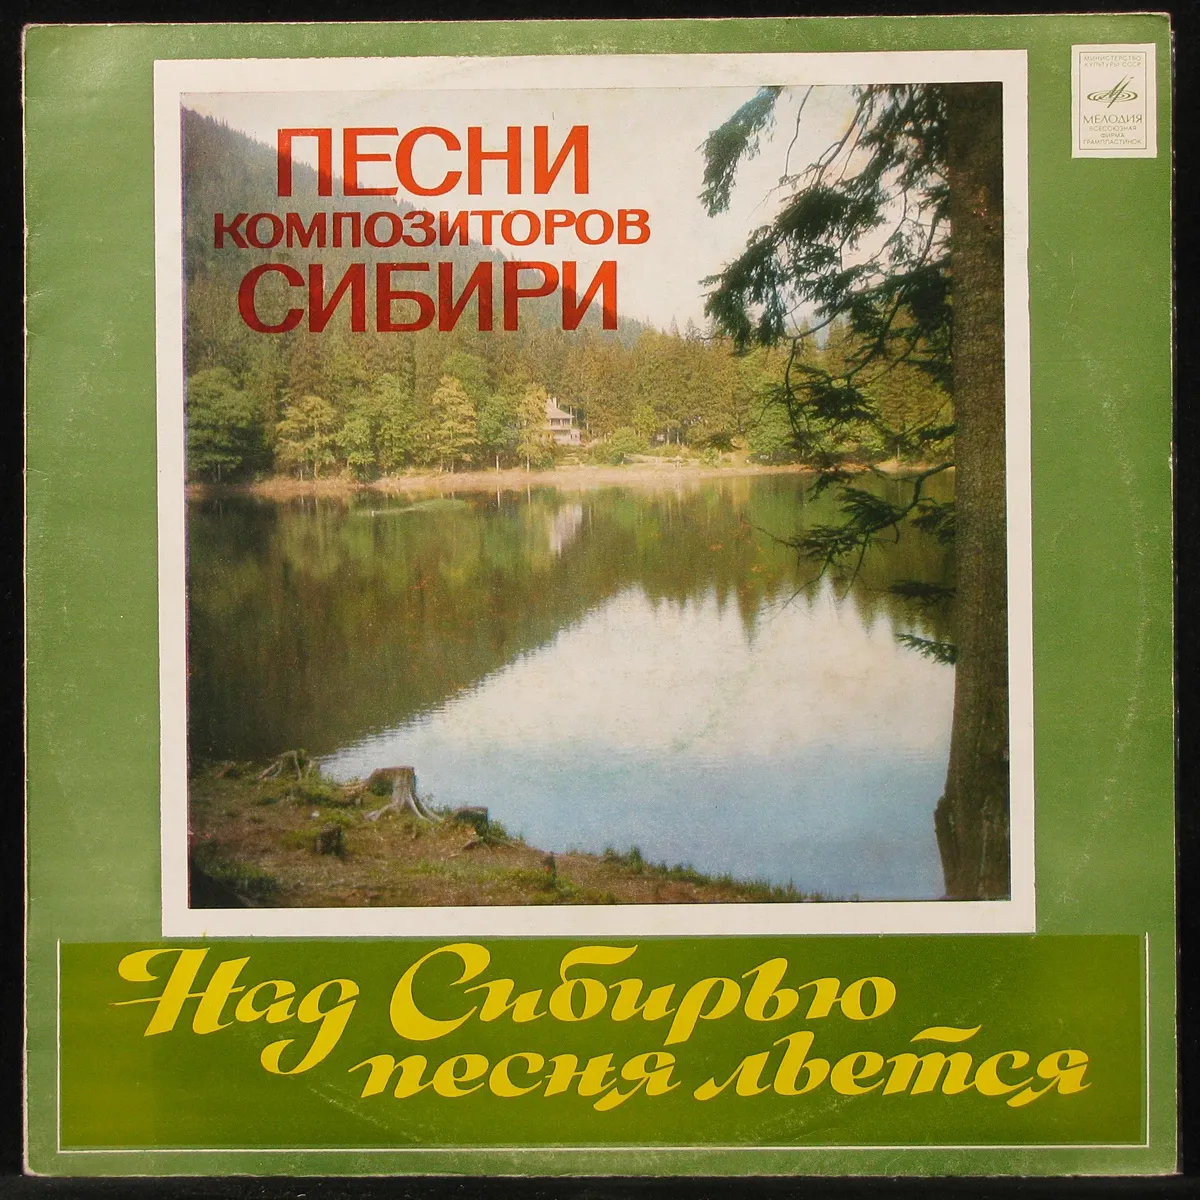 ПЕСНИ
КОМПОЗИТОРОВ
СИБИРИ
МИНИСТЕРСТВО
КУЛЬТУРЫ СССР
МЕЛОДИЯ
ВСЕСОЮЗНАЯ
ФИРМА
ГРАМПЛАСТИНОК
Над Сибирью
песня льется